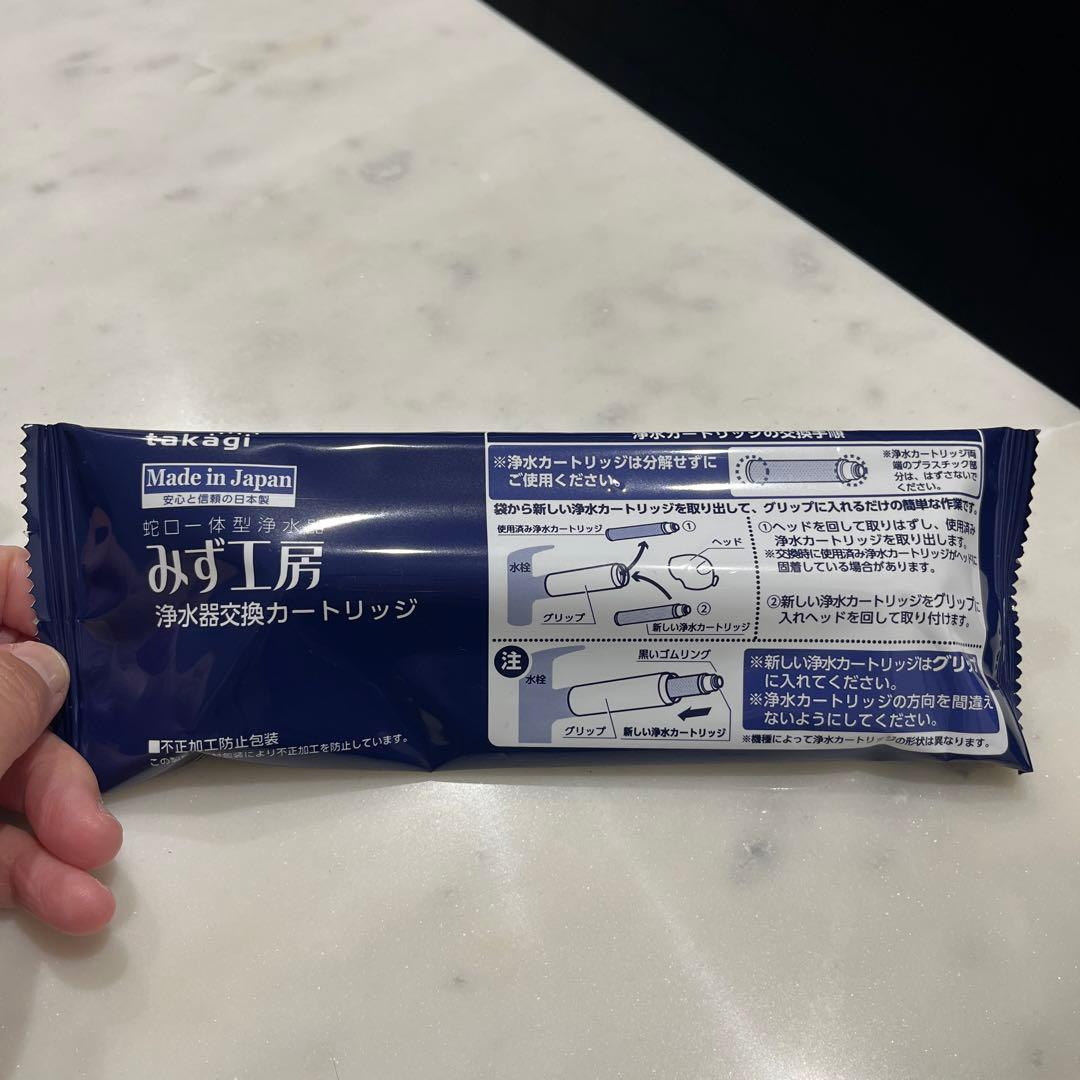 takagi
Made in Japan
安心と信頼の日本製
蛇口一体型浄水器
みず工房
浄水器交換カートリッジ
■不正加工防止包装
により不正加工を防止しています。
浄水カートリッジの交換手順
※浄水カートリッジは分解せずに
ご使用ください。
※浄水カートリッジ両
端のプラスチック部
分は、はずさないで
ください。
袋から新しい浄水カートリッジを取り出して、グリップに入れるだけの簡単な作業です。
使用済み浄水カートリッジ
①
ヘッド
水栓
グリップ
②
新しい浄水カートリッジ
①ヘッドを回して取りはずし、使用済み
浄水カートリッジを取り出します。
※交換時に使用済み浄水カートリッジがヘッドに
固着している場合があります。
②新しい浄水カートリッジをグリップに
入れヘッドを回して取り付けます。
注
水栓
黒いゴムリング
グリップ
新しい浄水カートリッジ
※新しい浄水カートリッジはグリップ
に入れてください。
※浄水カートリッジの方向を間違え
ないようにしてください。
※機種によって浄水カートリッジの形状は異なります。